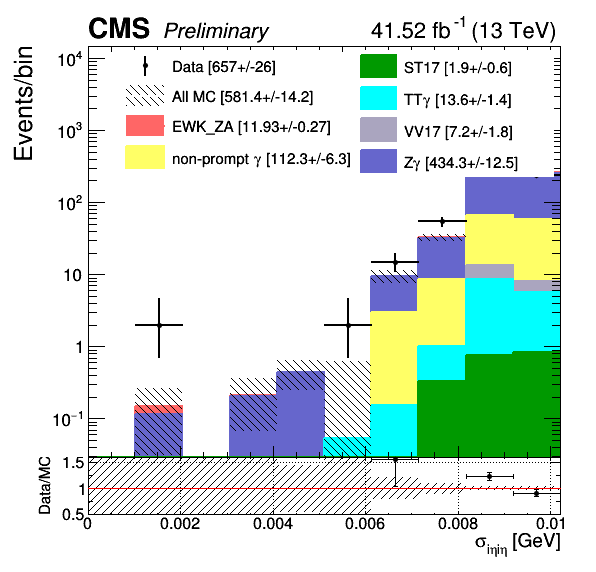 CMS Preliminary 41.52 fb⁻¹ (13 TeV)
Events/bin
Data [657+/-26]
All MC [581.4+/-14.2]
EWK_ZA [11.93+/-0.27]
non-prompt γ [112.3+/-6.3]
ST17 [1.9+/-0.6]
TTγ [13.6+/-1.4]
VV17 [7.2+/-1.8]
Zγ [434.3+/-12.5]
10⁴
10³
10²
10
1
10⁻¹
Data/MC
1.5
1
0.5
0 0.002 0.004 0.006 0.008 0.01
σiηiη [GeV]